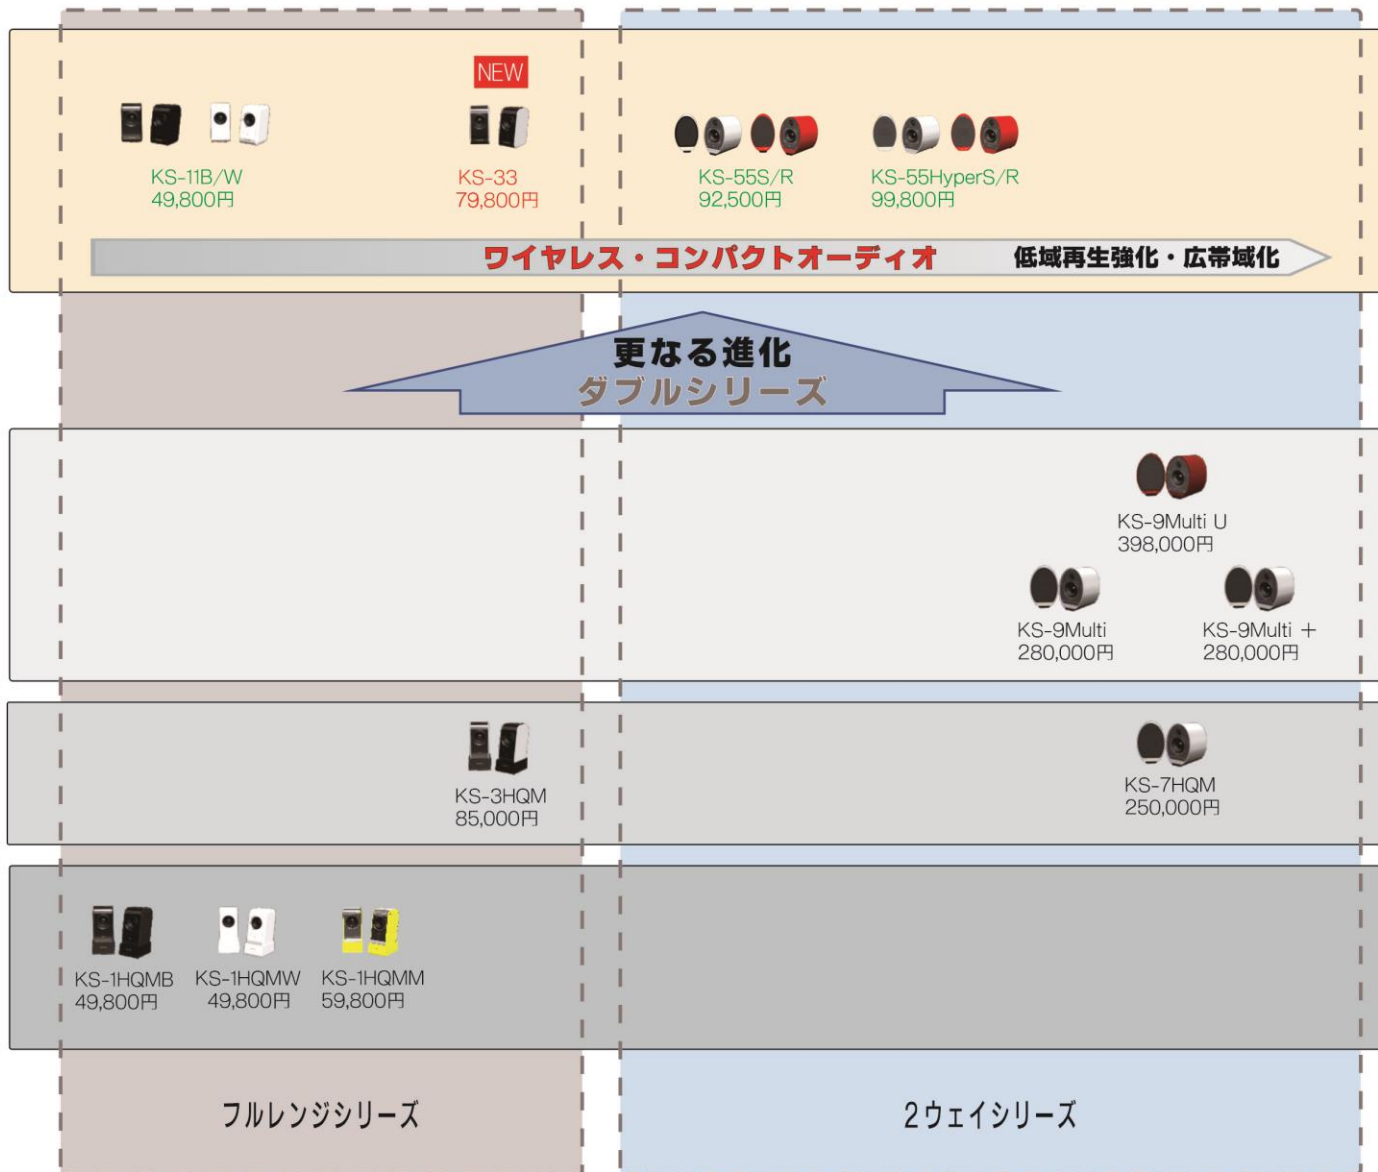 NEW
KS-11B/W
49,800円
KS-33
79,800円
KS-55S/R
92,500円
KS-55HyperS/R
99,800円
ワイヤレス・コンパクトオーディオ
低域再生強化・広帯域化
更なる進化
ダブルシリーズ
KS-9Multi U
398,000円
KS-9Multi
280,000円
KS-9Multi +
280,000円
KS-3HQM
85,000円
KS-7HQM
250,000円
KS-1HQMB
49,800円
KS-1HQMW
49,800円
KS-1HQMM
59,800円
フルレンジシリーズ
2ウェイシリーズ